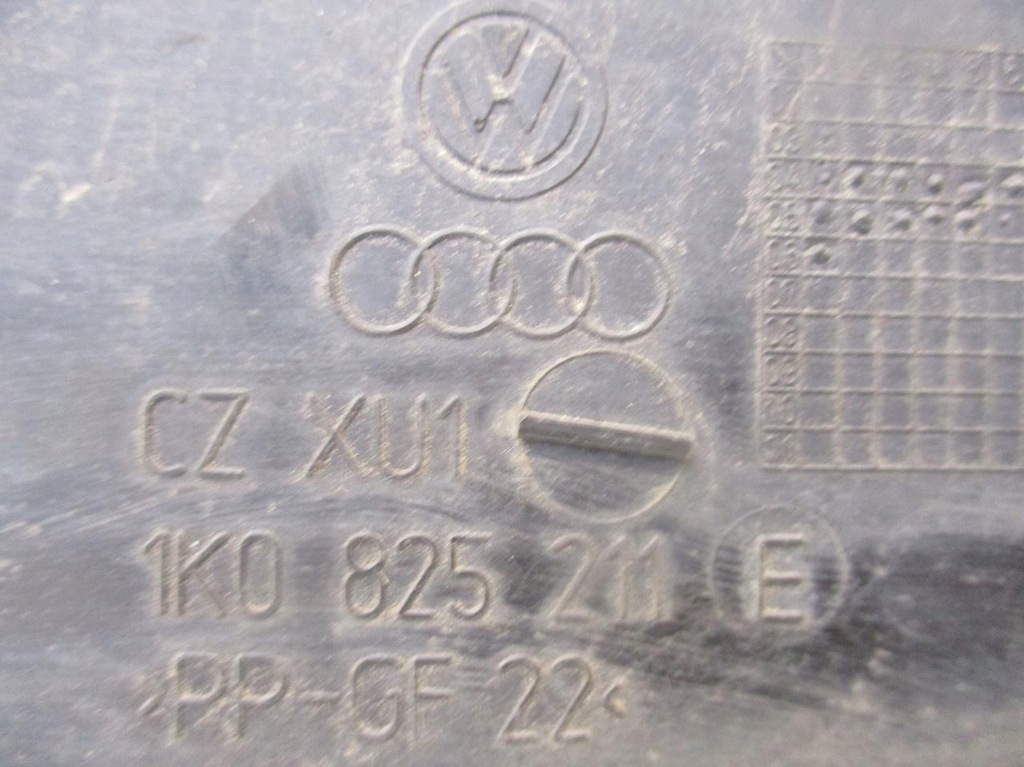 CZ XU1
1K0 825 211 E
>PP-GF 22<